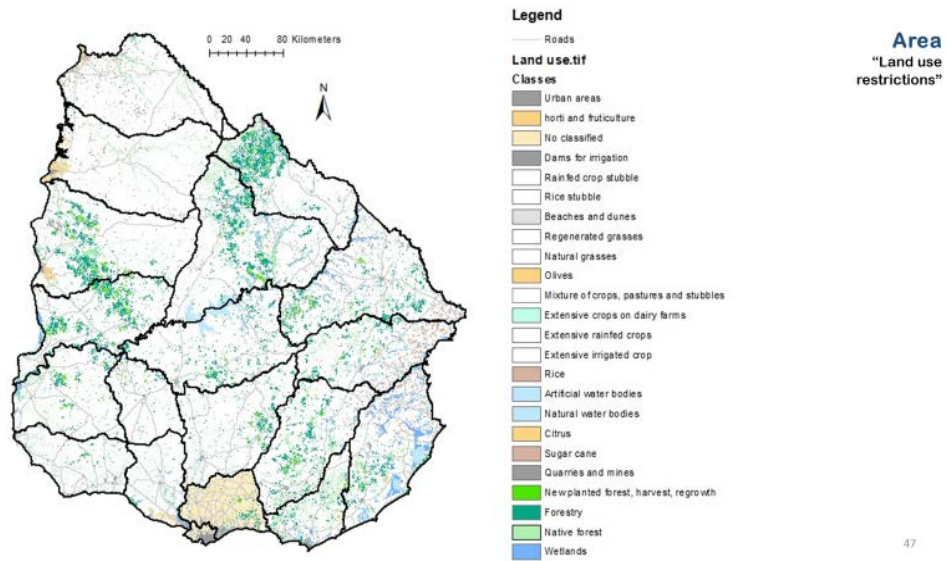 0 20 40 80 Kilometers
N
Legend
Roads
Land use.tif
Classes
Urban areas
horti and fruticulture
No classified
Dams for irrigation
Rainfed crop stubble
Rice stubble
Beaches and dunes
Regenerated grasses
Natural grasses
Olives
Mixture of crops, pastures and stubbles
Extensive crops on dairy farms
Extensive rainfed crops
Extensive irrigated crop
Rice
Artificial water bodies
Natural water bodies
Citrus
Sugar cane
Quarries and mines
New planted forest, harvest, regrowth
Forestry
Native forest
Wetlands
Area
"Land use
restrictions"
47